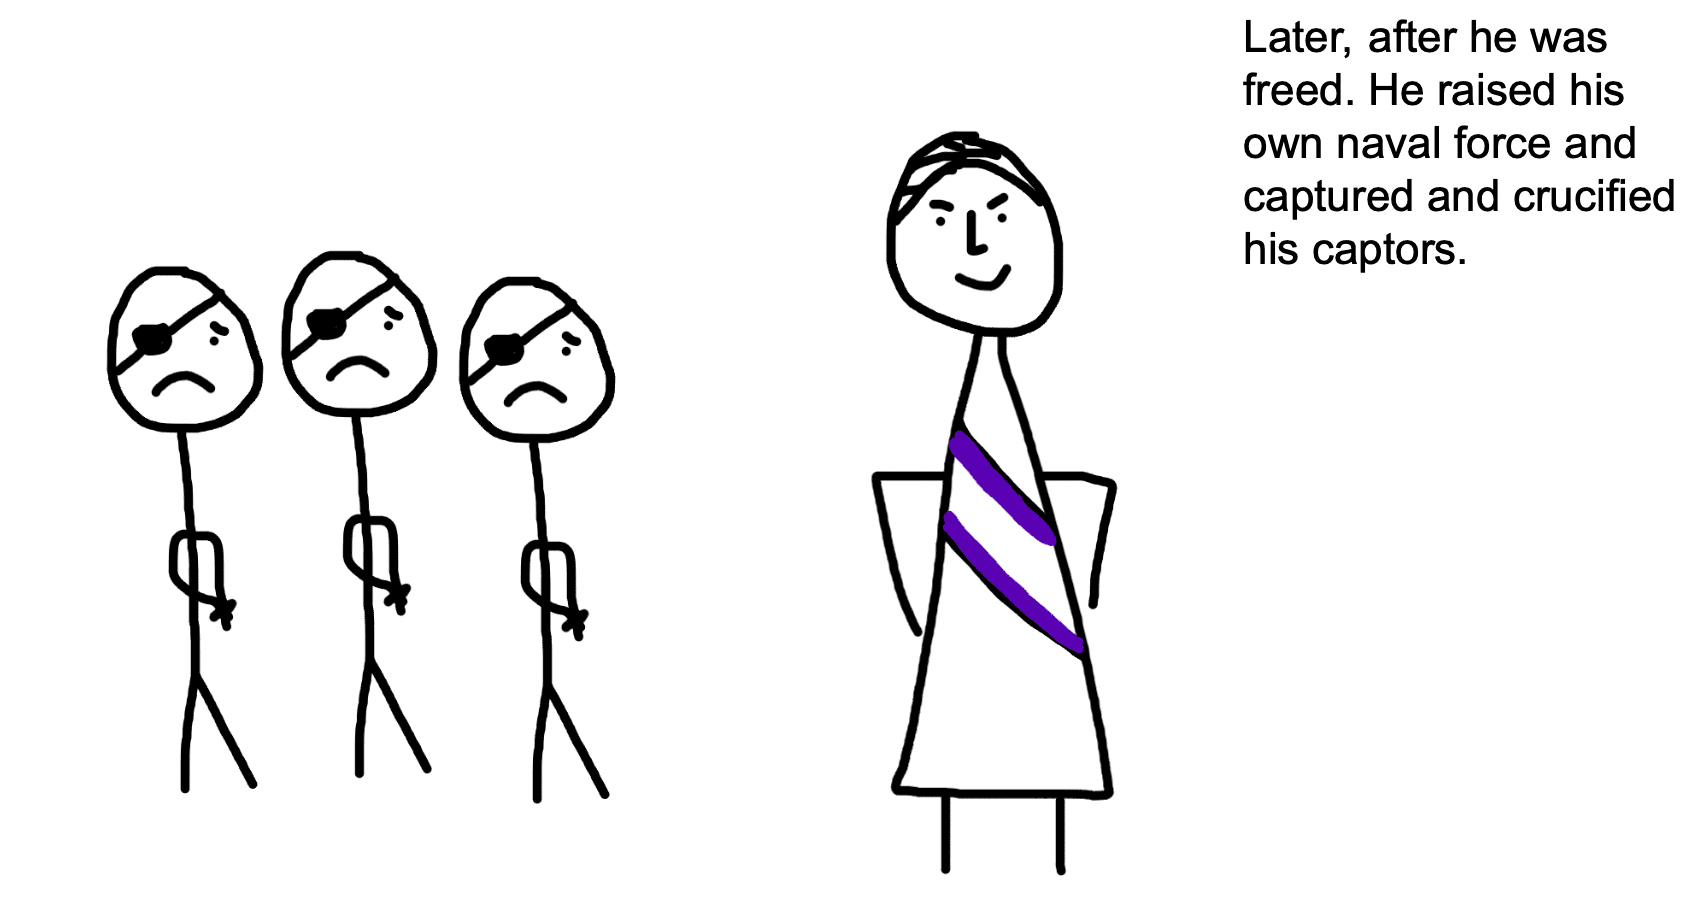 Later, after he was
freed. He raised his
own naval force and
captured and crucified
his captors.